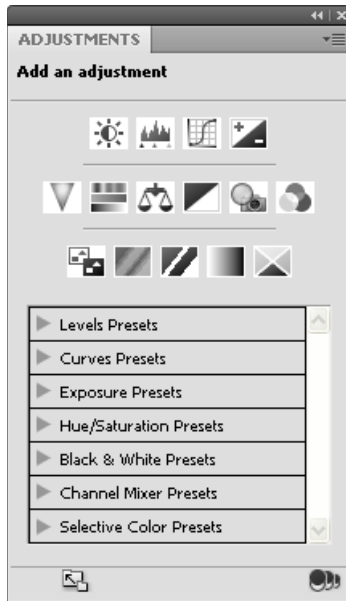 ADJUSTMENTS
Add an adjustment
Levels Presets
Curves Presets
Exposure Presets
Hue/Saturation Presets
Black & White Presets
Channel Mixer Presets
Selective Color Presets